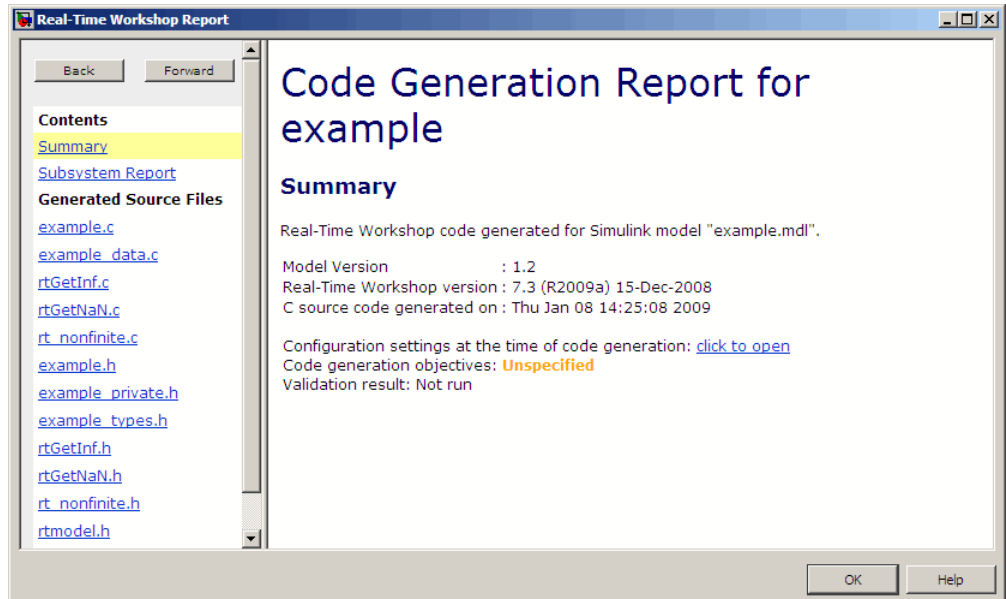 Real-Time Workshop Report
Back Forward
Contents
Summary
Subsystem Report
Generated Source Files
example.c
example_data.c
rtGetInf.c
rtGetNaN.c
rt_nonfinite.c
example.h
example_private.h
example_types.h
rtGetInf.h
rtGetNaN.h
rt_nonfinite.h
rtmodel.h
Code Generation Report for
example
Summary
Real-Time Workshop code generated for Simulink model "example.mdl".
Model Version : 1.2
Real-Time Workshop version : 7.3 (R2009a) 15-Dec-2008
C source code generated on : Thu Jan 08 14:25:08 2009
Configuration settings at the time of code generation: click to open
Code generation objectives: Unspecified
Validation result: Not run
OK Help